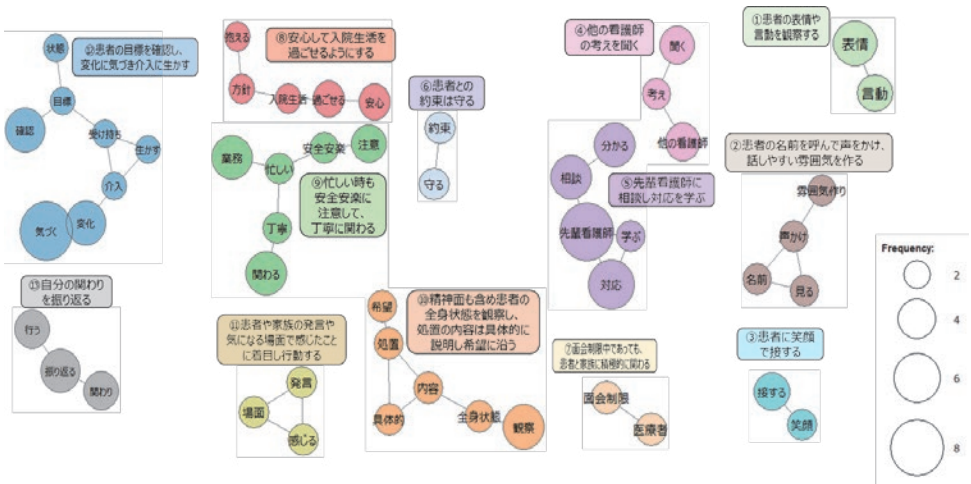 状態
⑫患者の目標を確認し、
変化に気づき介入に生かす
目標
確認
受け持ち
生かす
介入
気づく
変化
⑬自分の関わり
を振り返る
行う
振り返る
関わり
抱える
⑧安心して入院生活を
過ごせるようにする
方針
入院生活
過ごせる
安心
業務
忙しい
安全安楽
注意
⑨忙しい時も
安全安楽に
注意して、
丁寧に関わる
丁寧
関わる
⑪患者や家族の発言や
気になる場面で感じたこと
に着目し行動する
発言
場面
感じる
⑥患者との
約束は守る
約束
守る
希望
⑩精神面も含め患者の
全身状態を観察し、
処置の内容は具体的に
説明し希望に沿う
処置
内容
具体的
全身状態
観察
④他の看護師
の考えを聞く
聞く
考え
他の看護師
分かる
相談
⑤先輩看護師に
相談し対応を学ぶ
先輩看護師
学ぶ
対応
⑦面会制限中であっても、
患者と家族に積極的に関わる
面会制限
医療者
①患者の表情や
言動を観察する
表情
言動
②患者の名前を呼んで声をかけ、
話しやすい雰囲気を作る
雰囲気作り
声かけ
名前
見る
③患者に笑顔
で接する
接する
笑顔
Frequency:
2
4
6
8